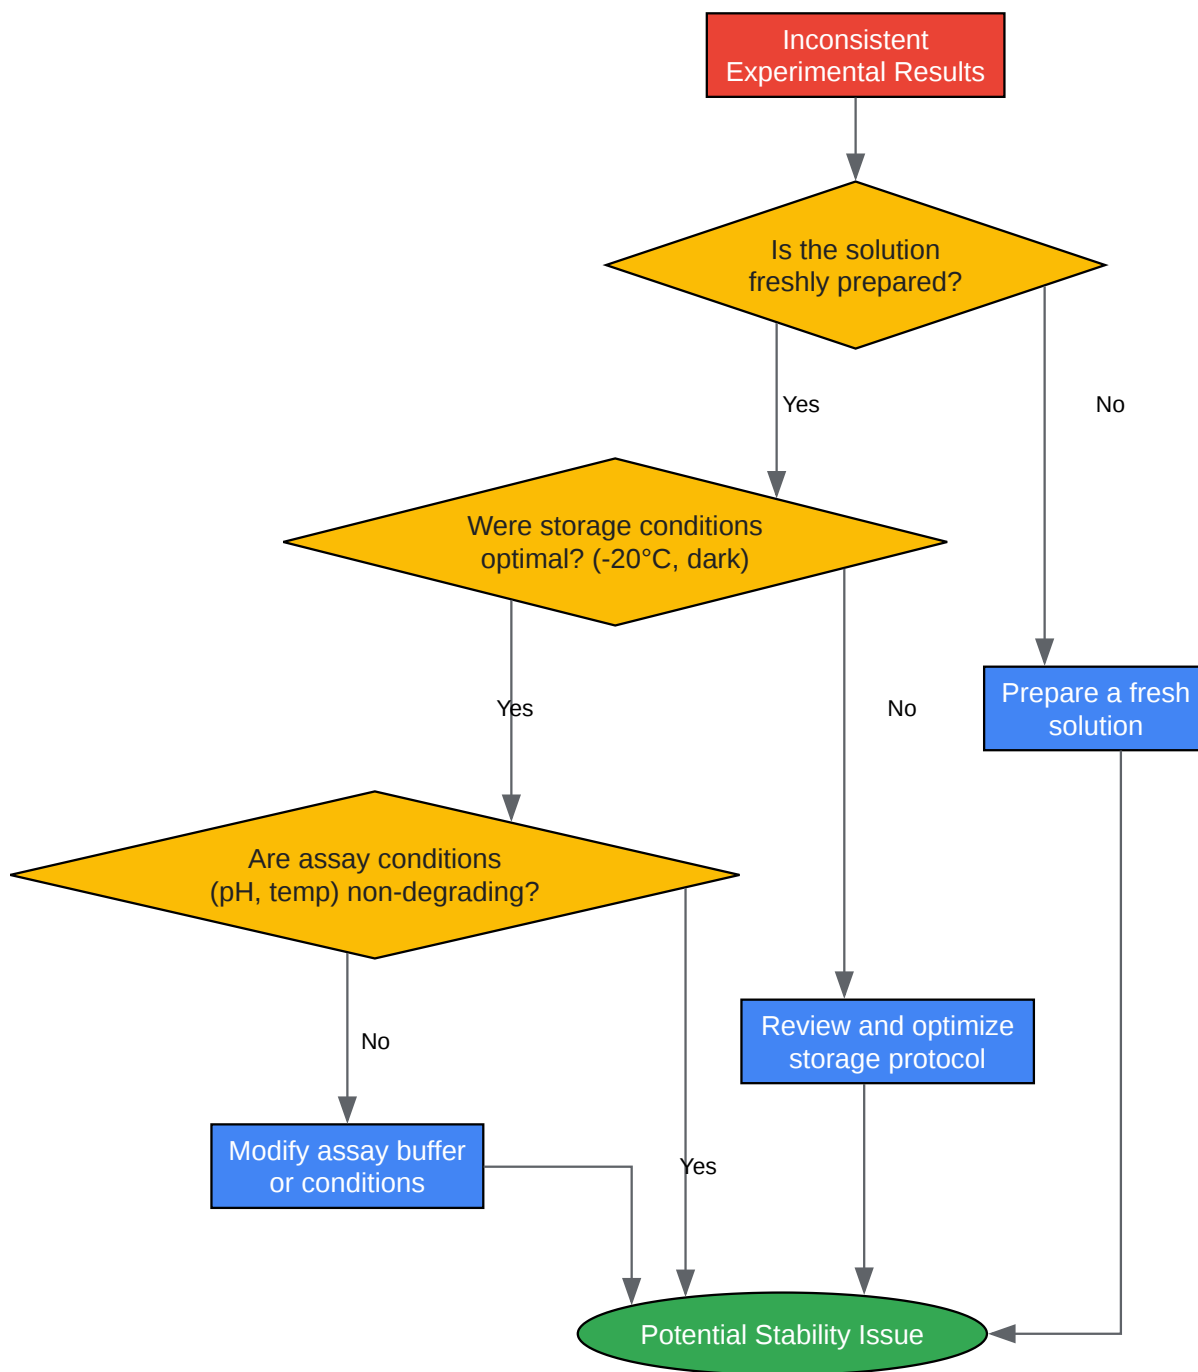 Inconsistent
Experimental Results
Is the solution
freshly prepared?
Yes
No
Were storage conditions
optimal? (-20°C, dark)
Yes
No
Prepare a fresh
solution
Are assay conditions
(pH, temp) non-degrading?
No
Review and optimize
storage protocol
Modify assay buffer
or conditions
Yes
Potential Stability Issue